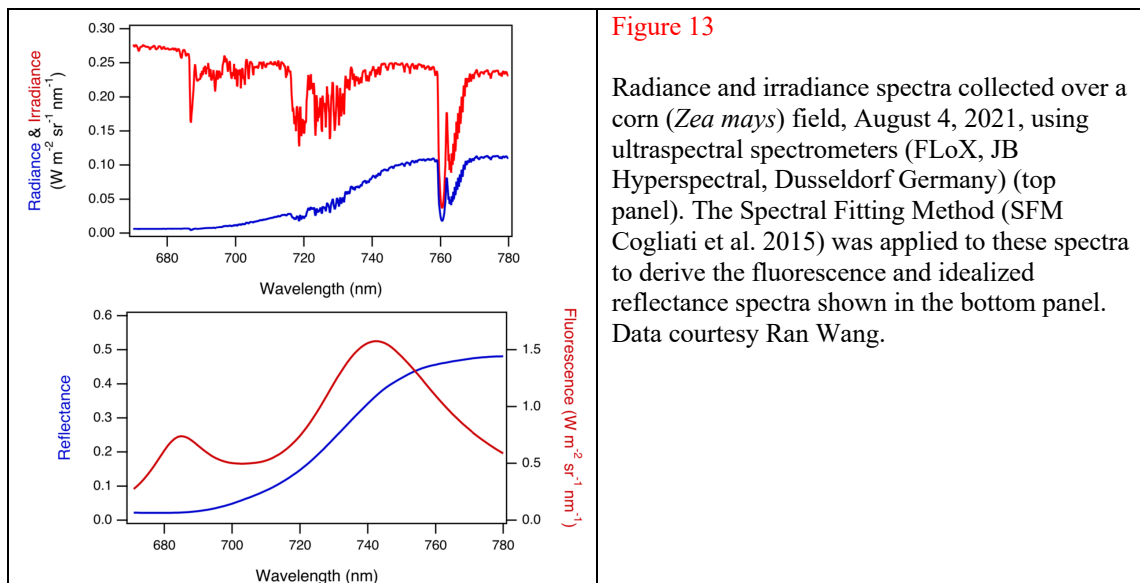 0.30
0.25
0.20
0.15
0.10
0.05
0.00
Radiance & Irradiance
(W m⁻² sr⁻¹ nm⁻¹)
680 700 720 740 760 780
Wavelength (nm)
0.6
0.5
0.4
0.3
0.2
0.1
0.0
Reflectance
1.5
1.0
0.5
0.0
Fluorescence (W m⁻² sr⁻¹ nm⁻¹)
680 700 720 740 760 780
Wavelength (nm)
Figure 13
Radiance and irradiance spectra collected over a
corn (Zea mays) field, August 4, 2021, using
ultraspectral spectrometers (FLoX, JB
Hyperspectral, Dusseldorf Germany) (top
panel). The Spectral Fitting Method (SFM
Cogliati et al. 2015) was applied to these spectra
to derive the fluorescence and idealized
reflectance spectra shown in the bottom panel.
Data courtesy Ran Wang.